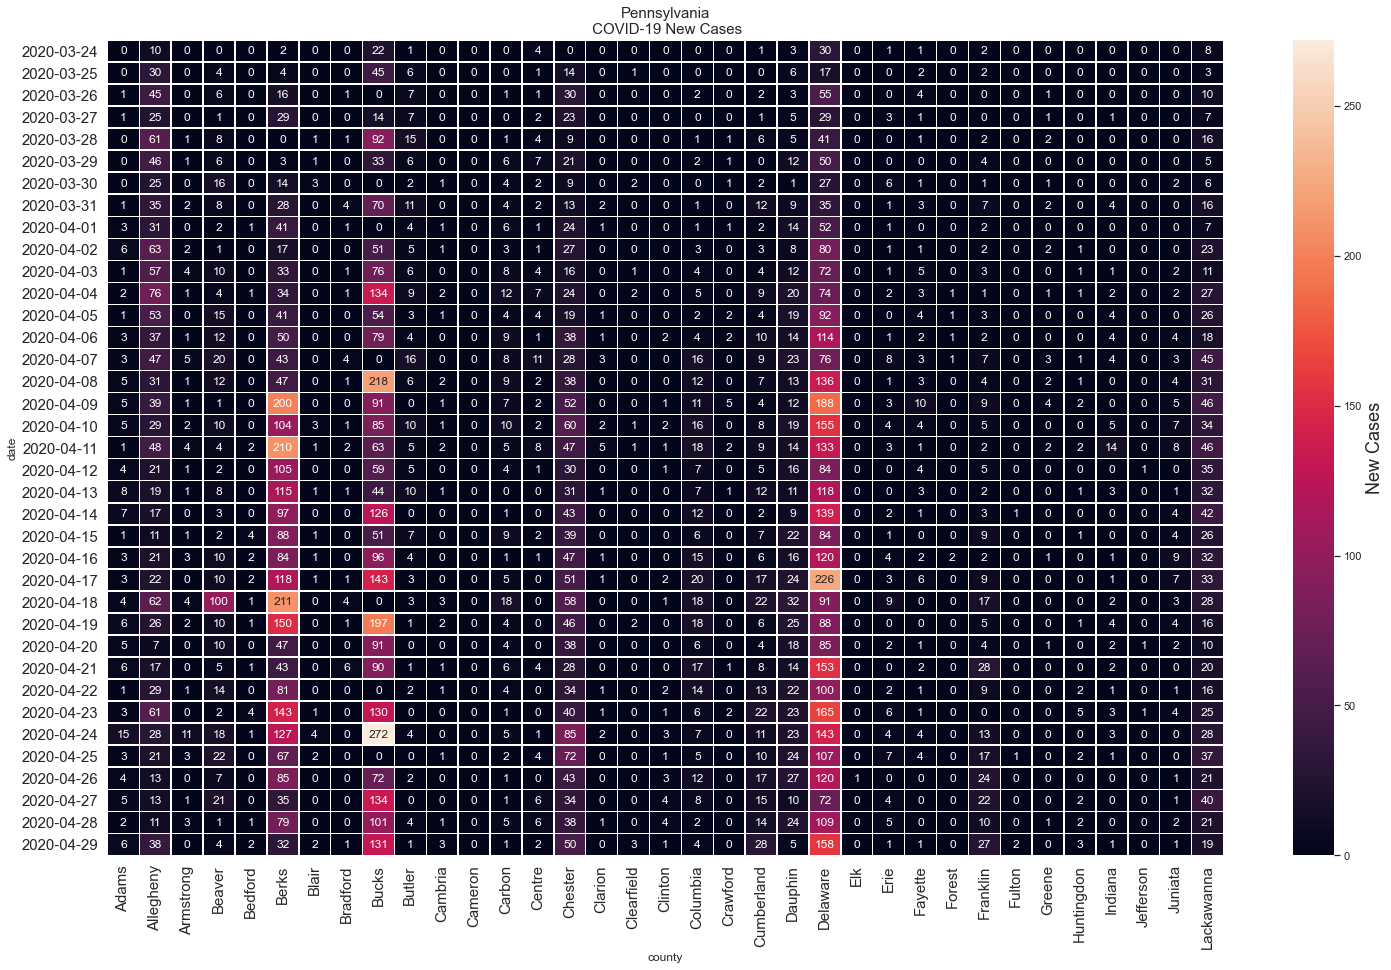 Pennsylvania
COVID-19 New Cases
2020-03-24 0 10 0 0 0 2 0 0 22 1 0 0 0 4 0 0 0 0 0 0 1 3 30 0 1 1 0 2 0 0 0 0 0 0 8
2020-03-25 0 30 0 4 0 4 0 0 45 6 0 0 0 1 14 0 1 0 0 0 0 6 17 0 0 2 0 2 0 0 0 0 0 0 3
2020-03-26 1 45 0 6 0 16 0 1 0 7 0 0 1 1 30 0 0 0 2 0 2 3 55 0 0 4 0 0 0 1 0 0 0 0 10
2020-03-27 1 25 0 1 0 29 0 0 14 7 0 0 0 2 23 0 0 0 0 0 1 5 29 0 3 1 0 0 0 1 0 1 0 0 7
2020-03-28 0 61 1 8 0 0 1 1 92 15 0 0 1 4 9 0 0 0 1 1 6 5 41 0 0 1 0 2 0 2 0 0 0 0 16
2020-03-29 0 46 1 6 0 3 1 0 33 6 0 0 6 7 21 0 0 0 2 1 0 12 50 0 0 0 0 4 0 0 0 0 0 0 5
2020-03-30 0 25 0 16 0 14 3 0 0 2 1 0 4 2 9 0 2 0 0 1 2 1 27 0 6 1 0 1 0 1 0 0 0 2 6
2020-03-31 1 35 2 8 0 28 0 4 70 11 0 0 4 2 13 2 0 0 1 0 12 9 35 0 1 3 0 7 0 2 0 4 0 0 16
2020-04-01 3 31 0 2 1 41 0 1 0 4 1 0 6 1 24 1 0 0 1 1 2 14 52 0 1 0 0 2 0 0 0 0 0 0 7
2020-04-02 6 63 2 1 0 17 0 0 51 5 1 0 3 1 27 0 0 0 3 0 3 8 80 0 1 1 0 2 0 2 1 0 0 0 23
2020-04-03 1 57 4 10 0 33 0 1 76 6 0 0 8 4 16 0 1 0 4 0 4 12 72 0 1 5 0 3 0 0 1 1 0 2 11
2020-04-04 2 76 1 4 1 34 0 1 134 9 2 0 12 7 24 0 2 0 5 0 9 20 74 0 2 3 1 1 0 1 1 2 0 2 27
2020-04-05 1 53 0 15 0 41 0 0 54 3 1 0 4 4 19 1 0 0 2 2 4 19 92 0 0 4 1 3 0 0 0 4 0 0 26
2020-04-06 3 37 1 12 0 50 0 0 79 4 0 0 9 1 38 1 0 2 4 2 10 14 114 0 1 2 1 2 0 0 0 4 0 4 18
2020-04-07 3 47 5 20 0 43 0 4 0 16 0 0 8 11 28 3 0 0 16 0 9 23 76 0 8 3 1 7 0 3 1 4 0 3 45
2020-04-08 5 31 1 12 0 47 0 1 218 6 2 0 9 2 38 0 0 0 12 0 7 13 136 0 1 3 0 4 0 2 1 0 0 4 31
2020-04-09 5 39 1 1 0 200 0 0 91 0 1 0 7 2 52 0 0 1 11 5 4 12 188 0 3 10 0 9 0 4 2 0 0 0 46
2020-04-10 5 29 2 10 0 104 3 1 85 10 1 0 10 2 60 2 1 2 16 0 8 19 155 0 4 4 0 5 0 0 0 5 0 7 34
2020-04-11 1 48 4 4 2 210 1 2 63 5 2 0 5 8 47 5 1 1 18 2 9 14 133 0 3 1 0 0 0 2 2 14 0 8 46
2020-04-12 4 21 1 2 0 105 0 0 59 5 0 0 4 1 30 0 0 1 7 0 5 16 84 0 0 4 0 5 0 0 0 0 1 0 35
2020-04-13 8 19 1 8 0 115 1 1 44 10 1 0 0 0 31 1 0 0 7 1 12 11 118 0 0 3 0 2 0 0 1 3 0 1 32
2020-04-14 7 17 0 3 0 97 0 0 126 0 0 0 1 0 43 0 0 0 12 0 2 9 139 0 2 1 0 3 1 0 0 0 0 4 42
2020-04-15 1 11 1 2 4 88 1 0 51 7 0 0 9 2 39 0 0 0 6 0 7 22 84 0 1 0 0 9 0 0 1 0 0 4 26
2020-04-16 3 21 3 10 2 84 1 0 96 4 0 0 1 1 47 1 0 0 15 0 6 16 120 0 4 2 2 2 0 1 0 1 0 9 32
2020-04-17 3 22 0 10 2 118 1 1 143 3 0 0 5 0 51 1 0 2 20 0 17 24 226 0 3 6 0 9 0 0 0 1 0 7 33
2020-04-18 4 62 4 100 1 211 0 4 0 3 3 0 18 0 58 0 0 1 18 0 22 32 91 0 9 0 0 17 0 0 0 2 0 3 28
2020-04-19 6 26 2 10 1 150 0 1 197 1 2 0 4 0 46 0 2 0 18 0 6 25 88 0 0 0 0 5 0 0 1 4 0 4 16
2020-04-20 5 7 0 10 0 47 0 0 91 0 0 0 4 0 38 0 0 0 6 0 4 18 85 0 2 1 0 4 0 1 0 2 1 2 10
2020-04-21 6 17 0 5 1 43 0 6 90 1 1 0 6 4 28 0 0 0 17 1 8 14 153 0 0 2 0 28 0 0 0 2 0 0 20
2020-04-22 1 29 1 14 0 81 0 0 0 2 1 0 4 0 34 1 0 2 14 0 13 22 100 0 2 1 0 9 0 0 2 1 0 1 16
2020-04-23 3 61 0 2 4 143 1 0 130 0 0 0 1 0 40 1 0 1 6 2 22 23 165 0 6 1 0 0 0 0 5 3 1 4 25
2020-04-24 15 28 11 18 1 127 4 0 272 4 0 0 5 1 85 2 0 3 7 0 11 23 143 0 4 4 0 13 0 0 0 3 0 0 28
2020-04-25 3 21 3 22 0 67 2 0 0 0 1 0 2 4 72 0 0 1 5 0 10 24 107 0 7 4 0 17 1 0 2 1 0 0 37
2020-04-26 4 13 0 7 0 85 0 0 72 2 0 0 1 0 43 0 0 3 12 0 17 27 120 1 0 0 0 24 0 0 0 0 0 1 21
2020-04-27 5 13 1 21 0 35 0 0 134 0 0 0 1 6 34 0 0 4 8 0 15 10 72 0 4 0 0 22 0 0 2 0 0 1 40
2020-04-28 2 11 3 1 1 79 0 0 101 4 1 0 5 6 38 1 0 4 2 0 14 24 109 0 5 0 0 10 0 1 2 0 0 2 21
2020-04-29 6 38 0 4 2 32 2 1 131 1 3 0 1 2 50 0 3 1 4 0 28 5 158 0 1 1 0 27 2 0 3 1 0 1 19
Adams Allegheny Armstrong Beaver Bedford Berks Blair Bradford Bucks Butler Cambria Cameron Carbon Centre Chester Clarion Clearfield Clinton Columbia Crawford Cumberland Dauphin Delaware Elk Erie Fayette Forest Franklin Fulton Greene Huntingdon Indiana Jefferson Juniata Lackawanna
county
date
250
200
150
100
50
0
New Cases